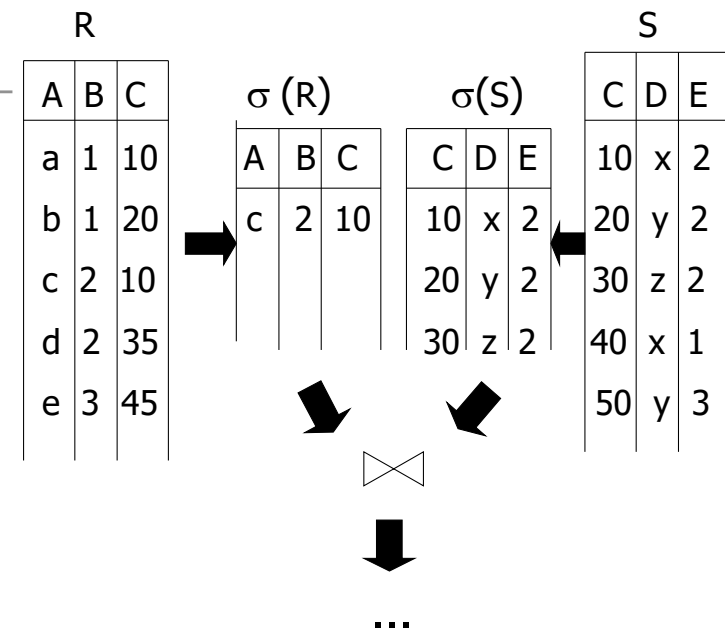 R S
A B C σ (R) σ(S) C D E
a 1 10 A B C C D E 10 x 2
b 1 20 c 2 10 10 x 2 20 y 2
c 2 10 20 y 2 30 z 2
d 2 35 30 z 2 40 x 1
e 3 45 50 y 3
⋈
...